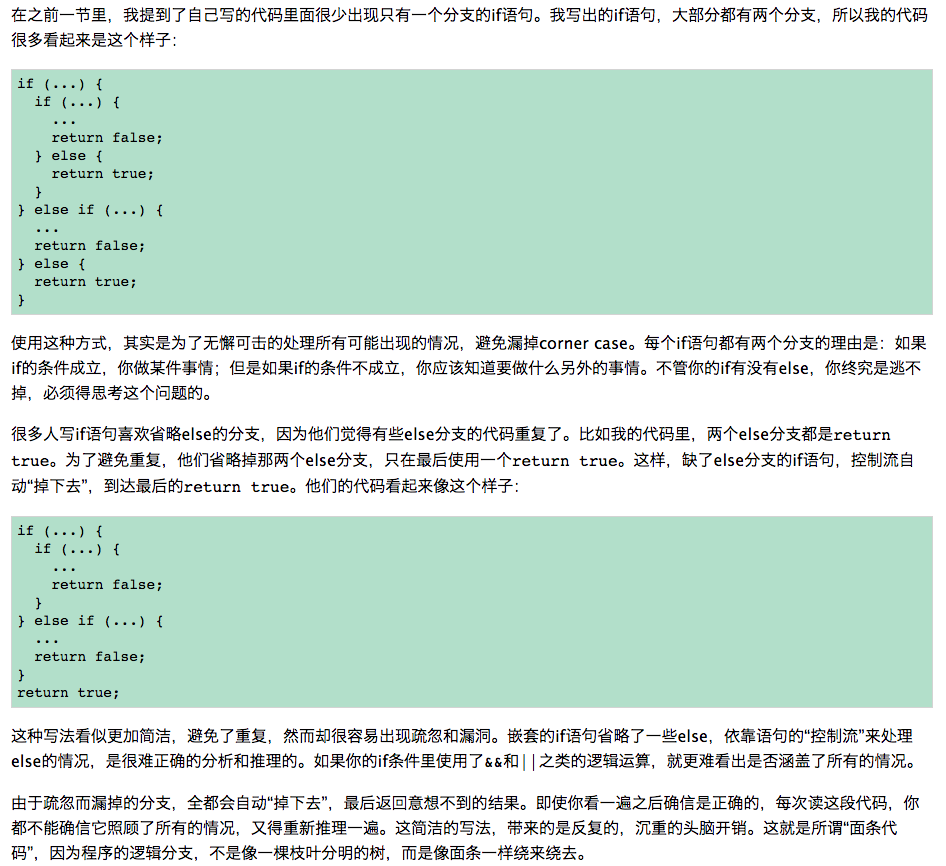 在之前一节里，我提到了自己写的代码里面很少出现只有一个分支的if语句。我写出的if语句，大部分都有两个分支，所以我的代码
很多看起来是这个样子：
if (...) {
  if (...) {
    ...
    return false;
  } else {
    return true;
  }
} else if (...) {
  ...
  return false;
} else {
  return true;
}
使用这种方式，其实是为了无懈可击的处理所有可能出现的情况，避免漏掉corner case。每个if语句都有两个分支的理由是：如果
if的条件成立，你做某件事情；但是如果if的条件不成立，你应该知道要做什么另外的事情。不管你的if有没有else，你终究是逃不
掉，必须得思考这个问题的。
很多人写if语句喜欢省略else的分支，因为他们觉得有些else分支的代码重复了。比如我的代码里，两个else分支都是return
true。为了避免重复，他们省略掉那两个else分支，只在最后使用一个return true。这样，缺了else分支的if语句，控制流自
动“掉下去”，到达最后的return true。他们的代码看起来像这个样子：
if (...) {
  if (...) {
    ...
    return false;
  }
} else if (...) {
  ...
  return false;
}
return true;
这种写法看似更加简洁，避免了重复，然而却很容易出现疏忽和漏洞。嵌套的if语句省略了一些else，依靠语句的“控制流”来处理
else的情况，是很难正确的分析和推理的。如果你的if条件里使用了&&和||之类的逻辑运算，就更难看出是否涵盖了所有的情况。
由于疏忽而漏掉的分支，全都会自动“掉下去”，最后返回意想不到的结果。即使你看一遍之后确信是正确的，每次读这段代码，你
都不能确信它照顾了所有的情况，又得重新推理一遍。这简洁的写法，带来的是反复的，沉重的头脑开销。这就是所谓“面条代
码”，因为程序的逻辑分支，不是像一棵枝叶分明的树，而是像面条一样绕来绕去。